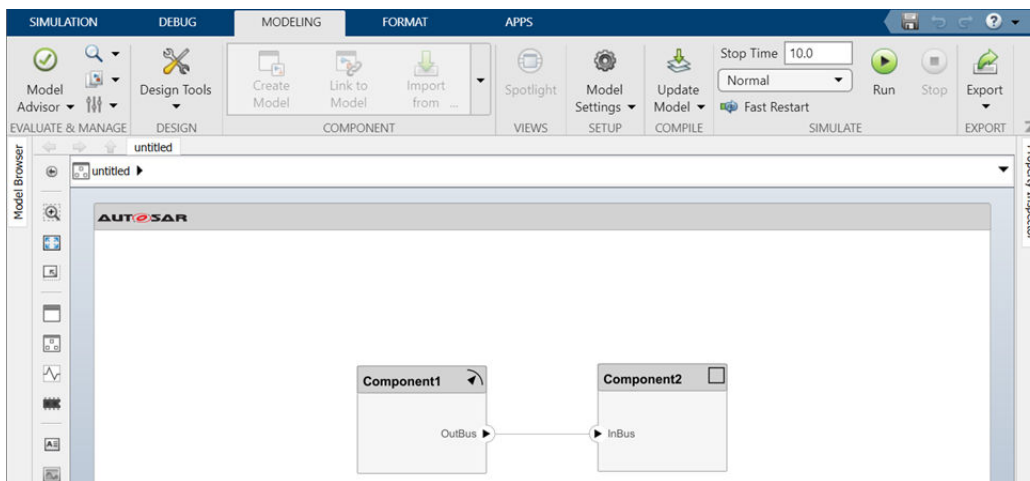 SIMULATION DEBUG MODELING FORMAT APPS
Model Advisor
Design Tools
Create Model
Link to Model
Import from ...
Spotlight
Model Settings
Update Model
Stop Time 10.0
Normal
Fast Restart
Run
Stop
Export
EVALUATE & MANAGE DESIGN COMPONENT VIEWS SETUP COMPILE SIMULATE EXPORT
Model Browser
untitled
untitled
AUTOSAR
Component1
OutBus
Component2
InBus
Property Inspector